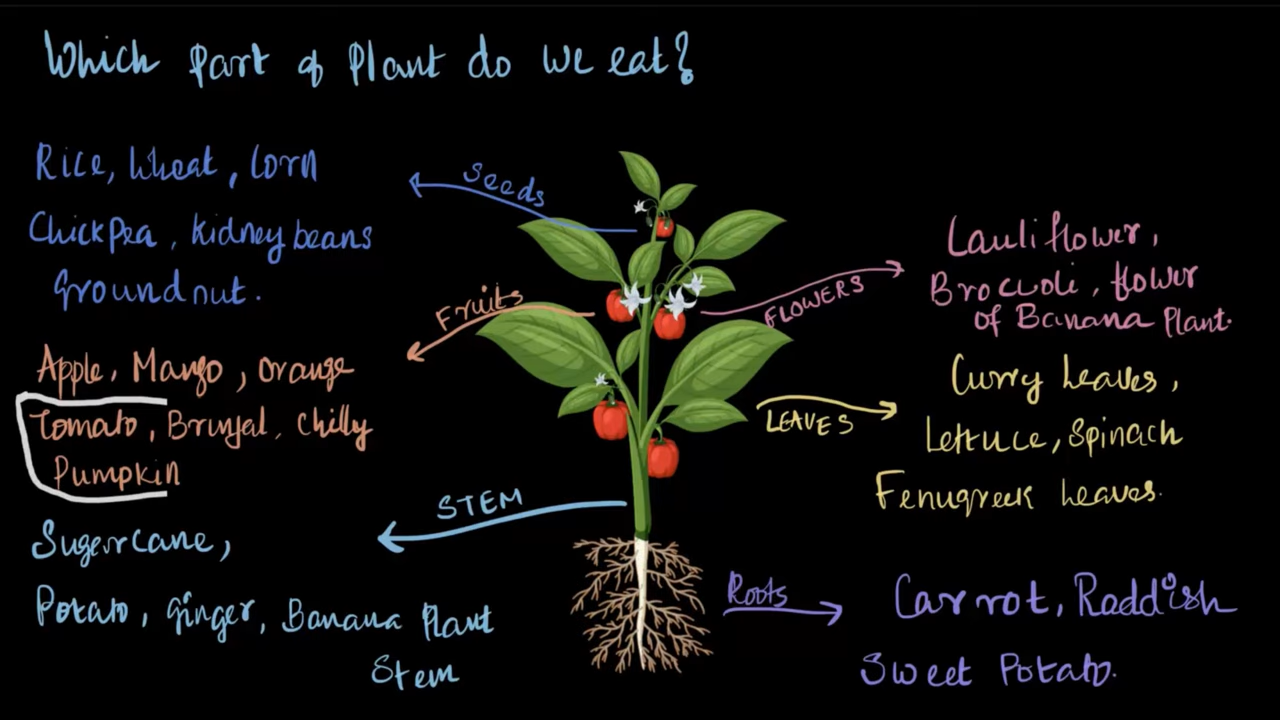 Which Part of Plant do we eat?
Seeds
Rice, Wheat, Corn
Chickpea, kidney beans
Groundnut.
Fruits
Apple, Mango, Orange
Tomato, Brinjal, Chilly
Pumpkin
STEM
Sugarcane,
Potato, Ginger, Banana Plant
Stem
FLOWERS
Cauliflower,
Broccoli, flower
of Banana Plant.
LEAVES
Curry Leaves,
Lettuce, Spinach
Fenugreek Leaves.
Roots
Carrot, Raddish
Sweet Potato.